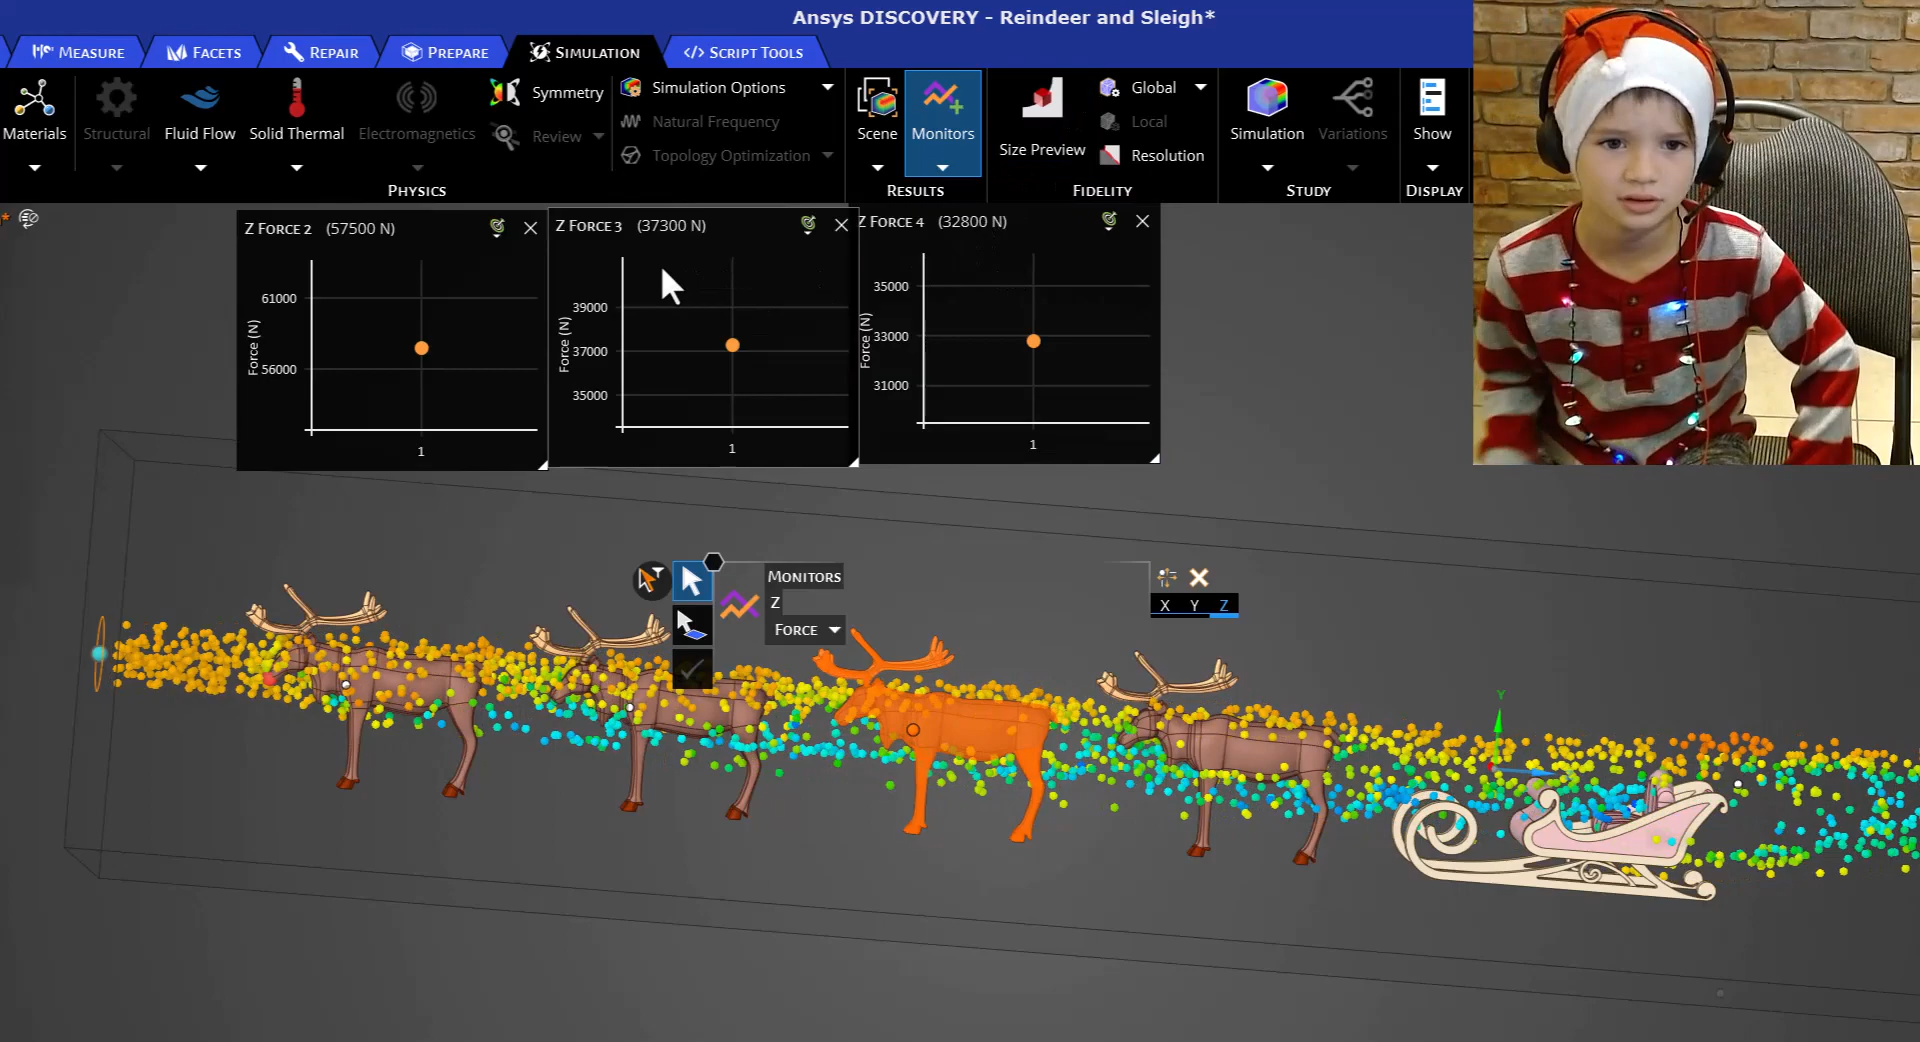 Ansys DISCOVERY - Reindeer and Sleigh*
MEASURE
FACETS
REPAIR
PREPARE
SIMULATION
</> SCRIPT TOOLS
Materials
Structural
Fluid Flow
Solid Thermal
Electromagnetics
Symmetry
Review
PHYSICS
Simulation Options
Natural Frequency
Topology Optimization
Scene
Monitors
RESULTS
Size Preview
Global
Local
Resolution
FIDELITY
Simulation
Variations
STUDY
Show
DISPLAY
Z FORCE 2 (57500 N)
61000
56000
Force (N)
1
Z FORCE 3 (37300 N)
39000
37000
35000
Force (N)
1
Z FORCE 4 (32800 N)
35000
33000
31000
Force (N)
1
MONITORS
Z
FORCE
X Y Z
Y